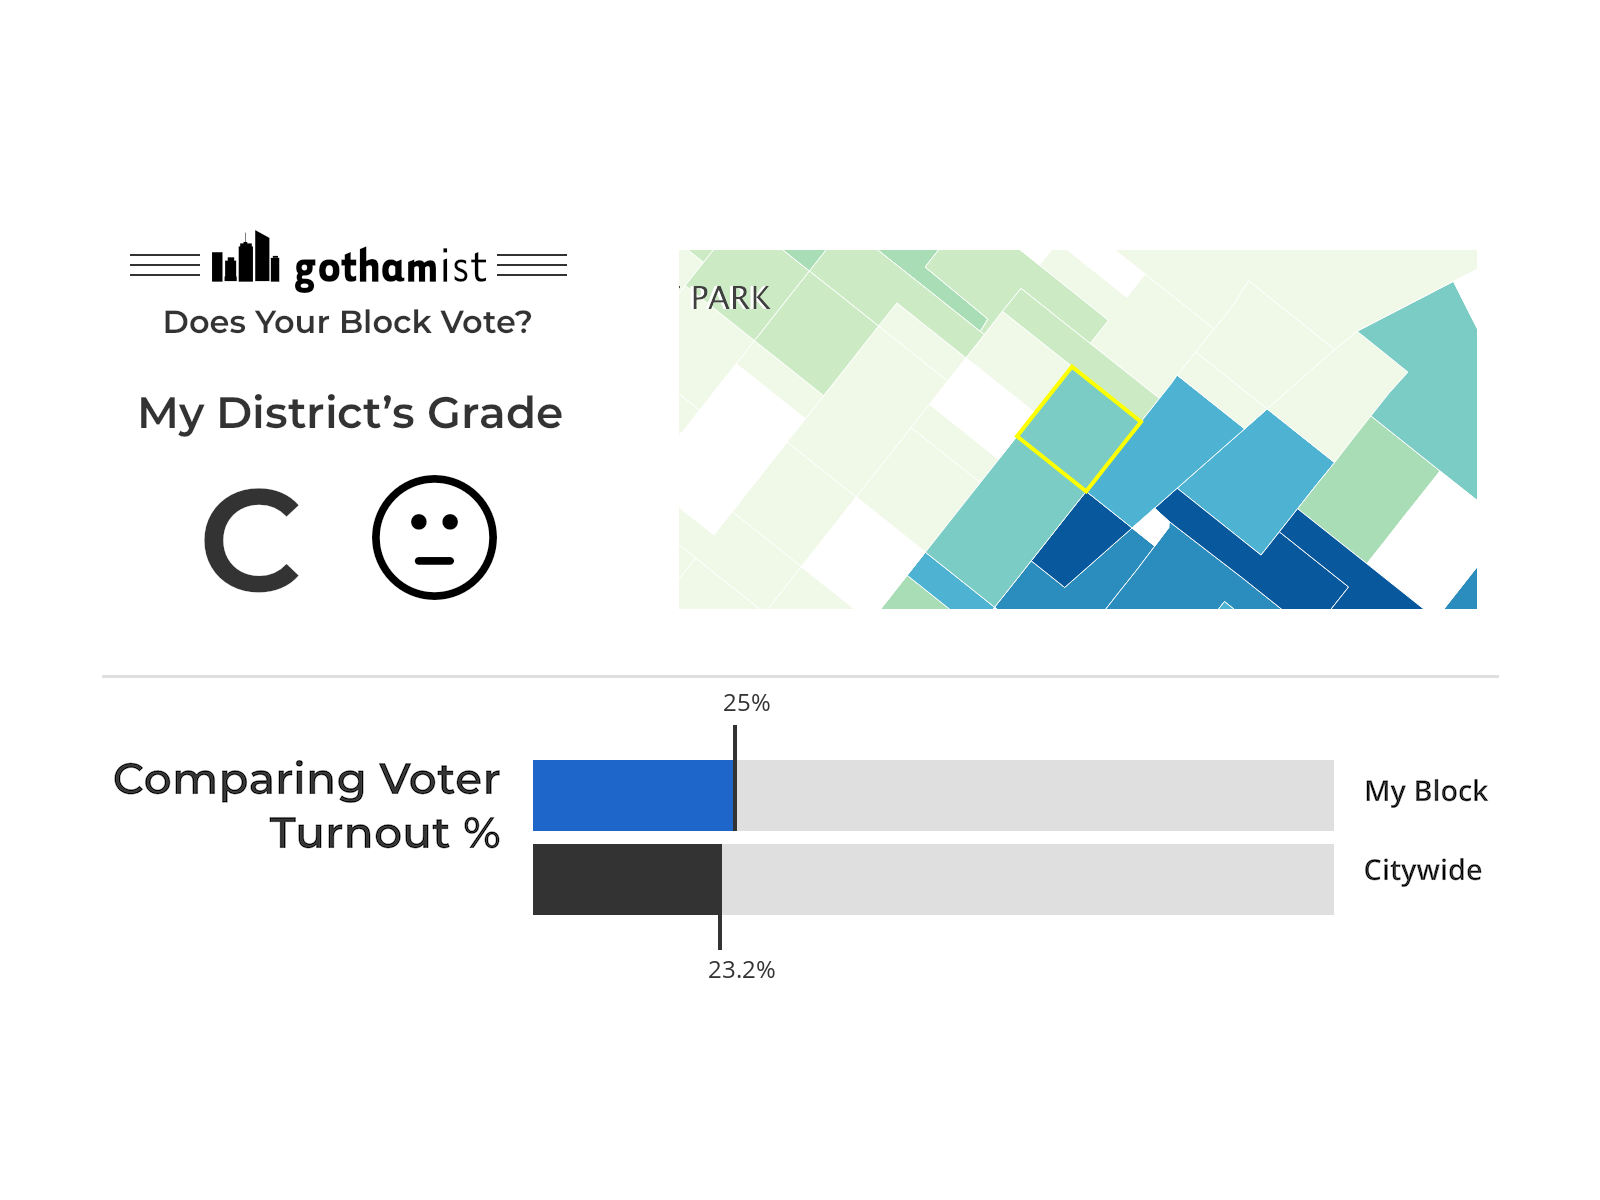 gothamist
Does Your Block Vote?
My District's Grade
C
PARK
25%
Comparing Voter
Turnout %
My Block
Citywide
23.2%